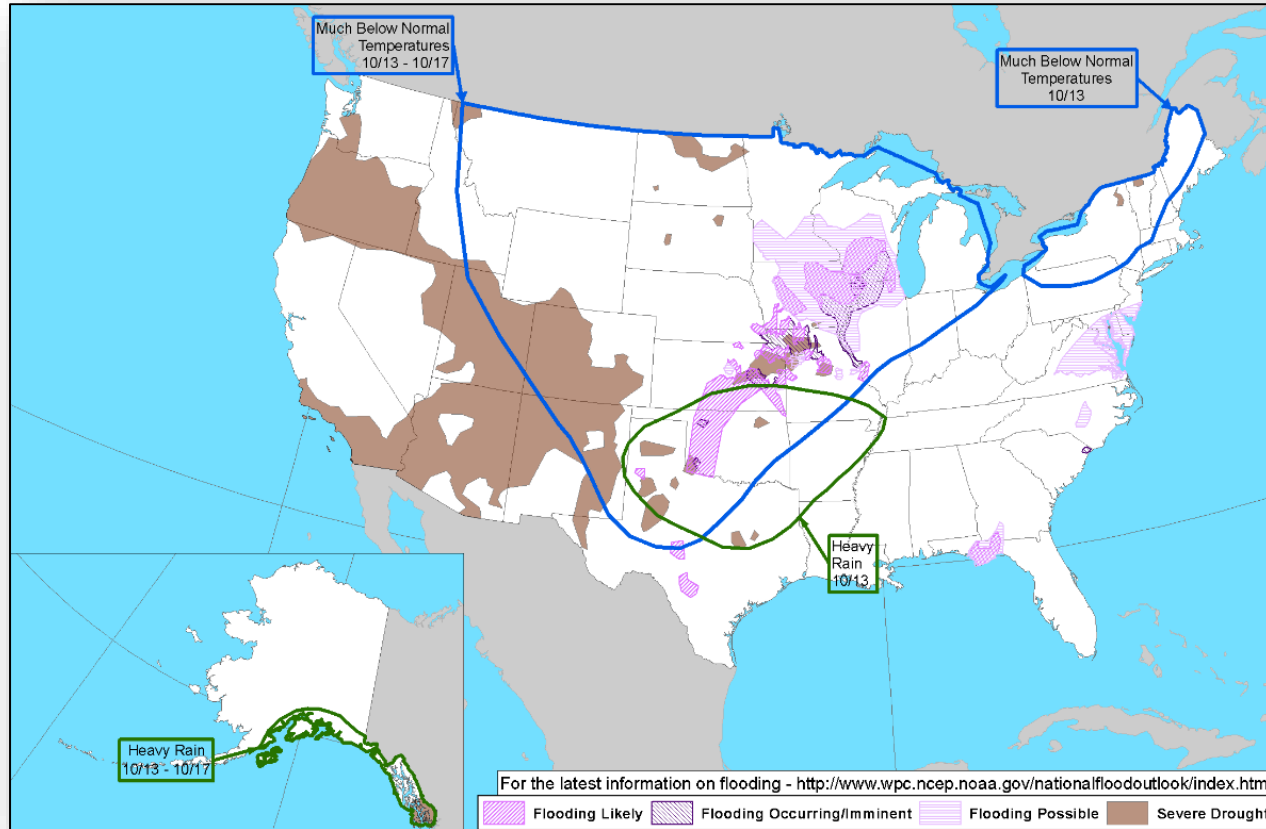 Much Below Normal
Temperatures
10/13 - 10/17
Much Below Normal
Temperatures
10/13
Heavy
Rain
10/13
Heavy Rain
10/13 - 10/17
For the latest information on flooding - http://www.wpc.ncep.noaa.gov/nationalfloodoutlook/index.htm
Flooding Likely
Flooding Occurring/Imminent
Flooding Possible
Severe Drought